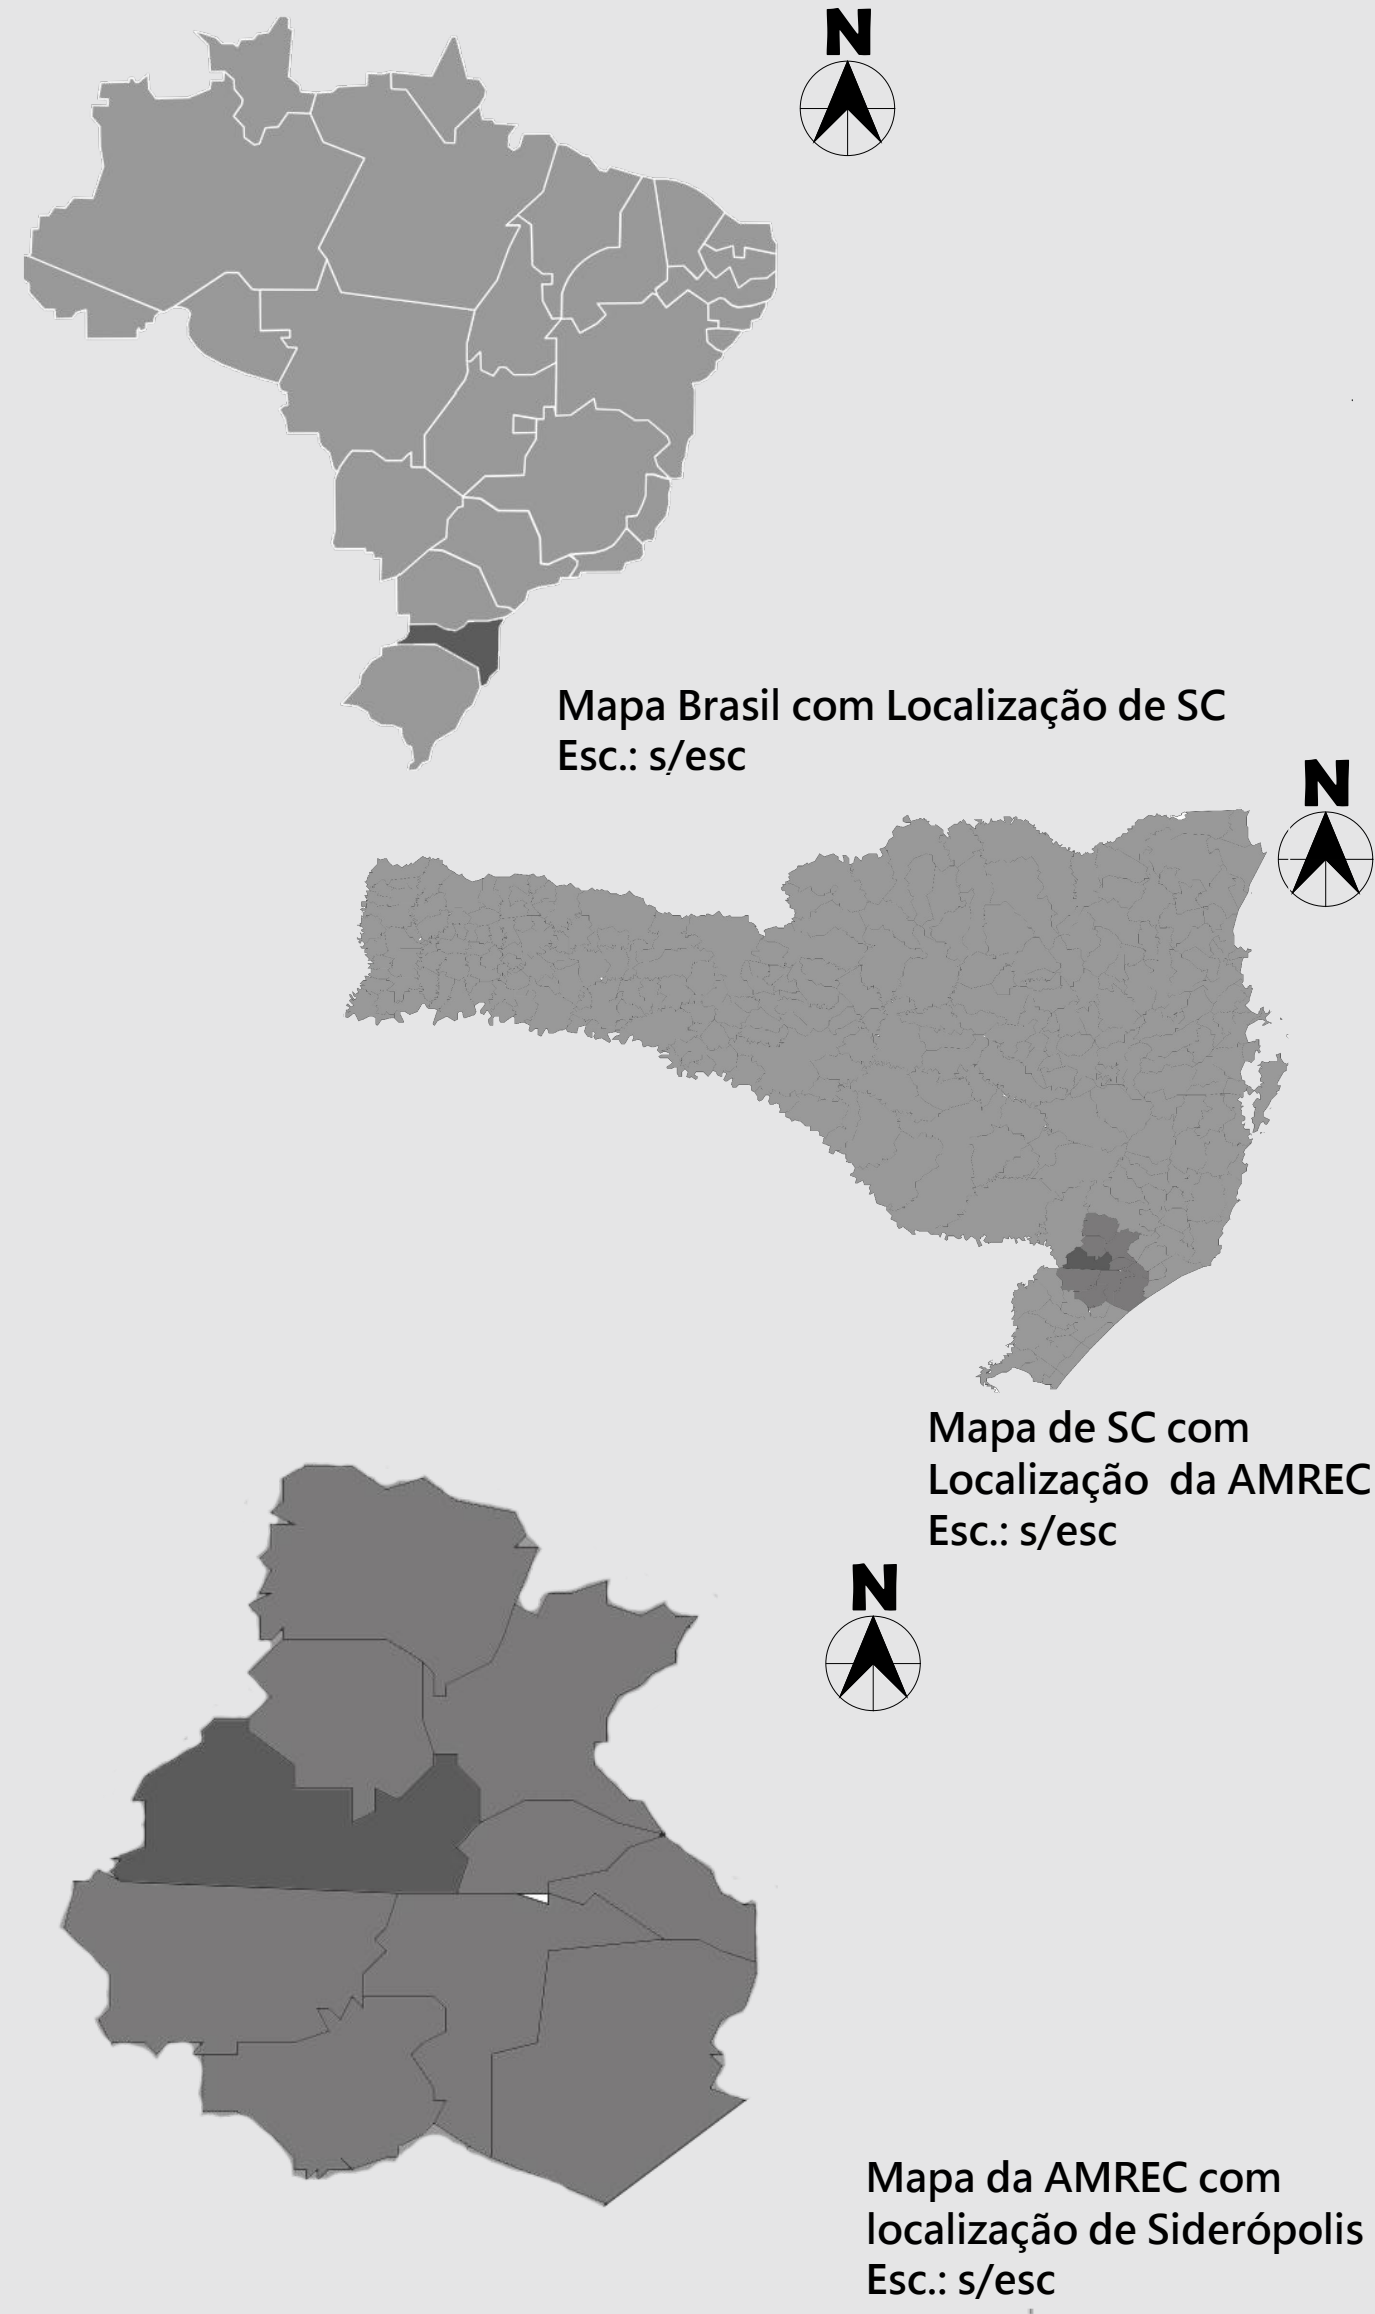 N
Mapa Brasil com Localização de SC
Esc.: s/esc
N
Mapa de SC com
Localização da AMREC
Esc.: s/esc
N
Mapa da AMREC com
localização de Siderópolis
Esc.: s/esc